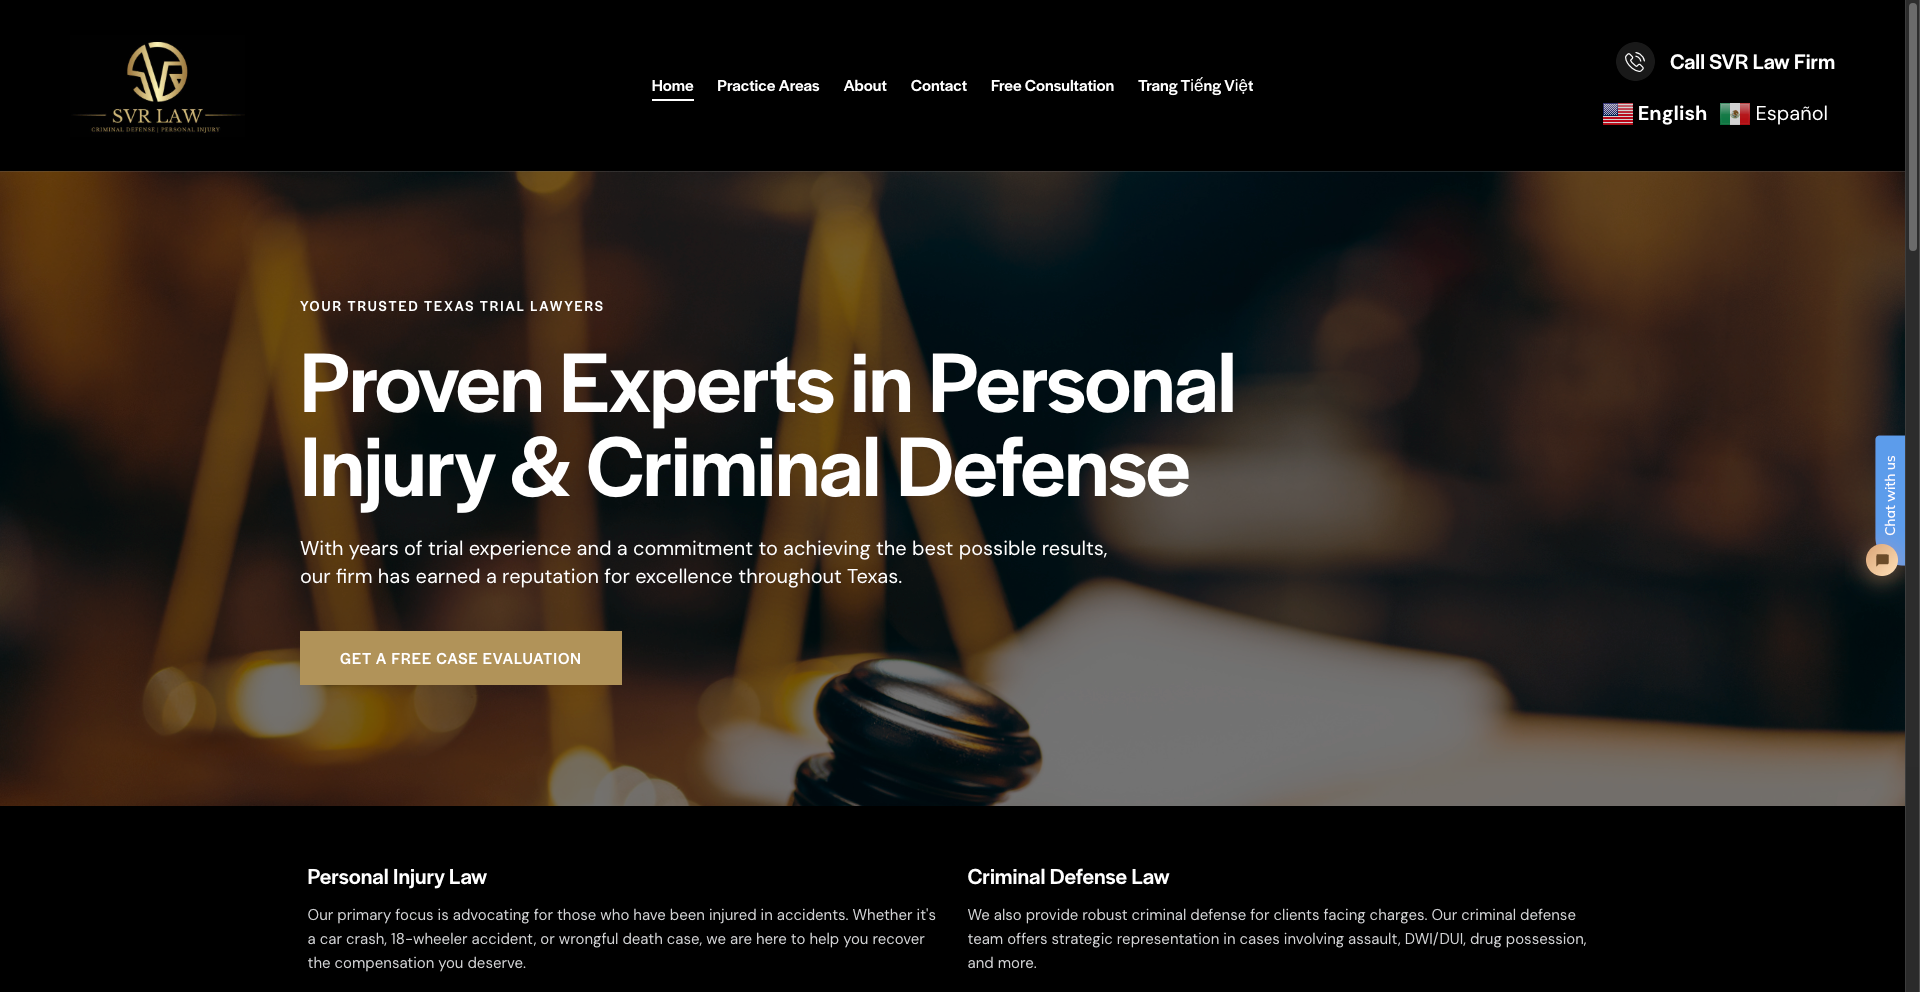 SVR LAW
CRIMINAL DEFENSE | PERSONAL INJURY
Home
Practice Areas
About
Contact
Free Consultation
Trang Tiếng Việt
Call SVR Law Firm
English
Español
YOUR TRUSTED TEXAS TRIAL LAWYERS
Proven Experts in Personal
Injury & Criminal Defense
With years of trial experience and a commitment to achieving the best possible results,
our firm has earned a reputation for excellence throughout Texas.
GET A FREE CASE EVALUATION
Chat with us
Personal Injury Law
Our primary focus is advocating for those who have been injured in accidents. Whether it's
a car crash, 18-wheeler accident, or wrongful death case, we are here to help you recover
the compensation you deserve.
Criminal Defense Law
We also provide robust criminal defense for clients facing charges. Our criminal defense
team offers strategic representation in cases involving assault, DWI/DUI, drug possession,
and more.